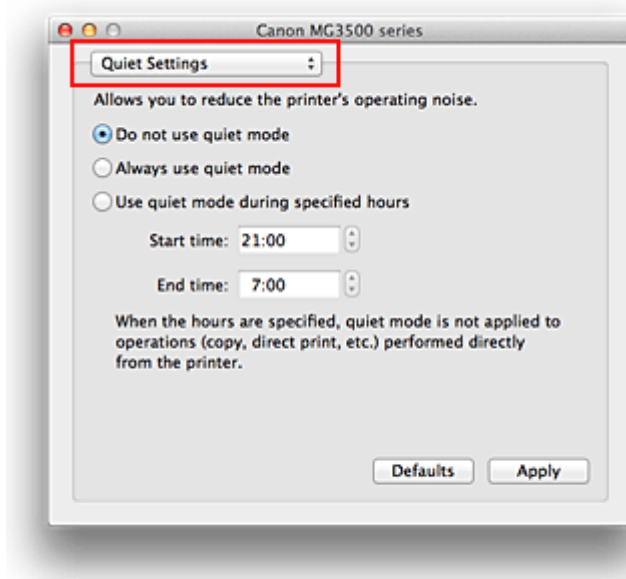 Canon MG3500 series
Quiet Settings
Allows you to reduce the printer's operating noise.
Do not use quiet mode
Always use quiet mode
Use quiet mode during specified hours
Start time: 21:00
End time: 7:00
When the hours are specified, quiet mode is not applied to
operations (copy, direct print, etc.) performed directly
from the printer.
Defaults Apply